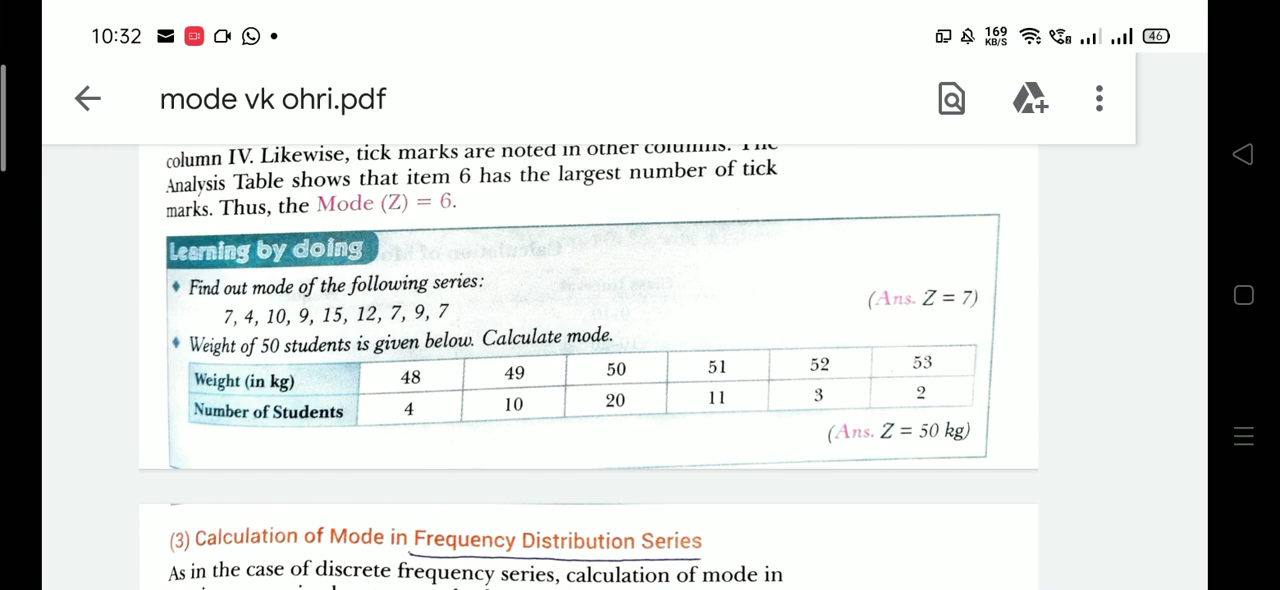 10:32
169
KB/S
46
mode vk ohri.pdf
column IV. Likewise, tick marks are noted in other columns. The
Analysis Table shows that item 6 has the largest number of tick
marks. Thus, the Mode (Z) = 6.
Learning by doing
Find out mode of the following series:
(Ans. Z = 7)
7, 4, 10, 9, 15, 12, 7, 9, 7
Weight of 50 students is given below. Calculate mode.
Weight (in kg) 48 49 50 51 52 53
Number of Students 4 10 20 11 3 2
(Ans. Z = 50 kg)
(3) Calculation of Mode in Frequency Distribution Series
As in the case of discrete frequency series, calculation of mode in